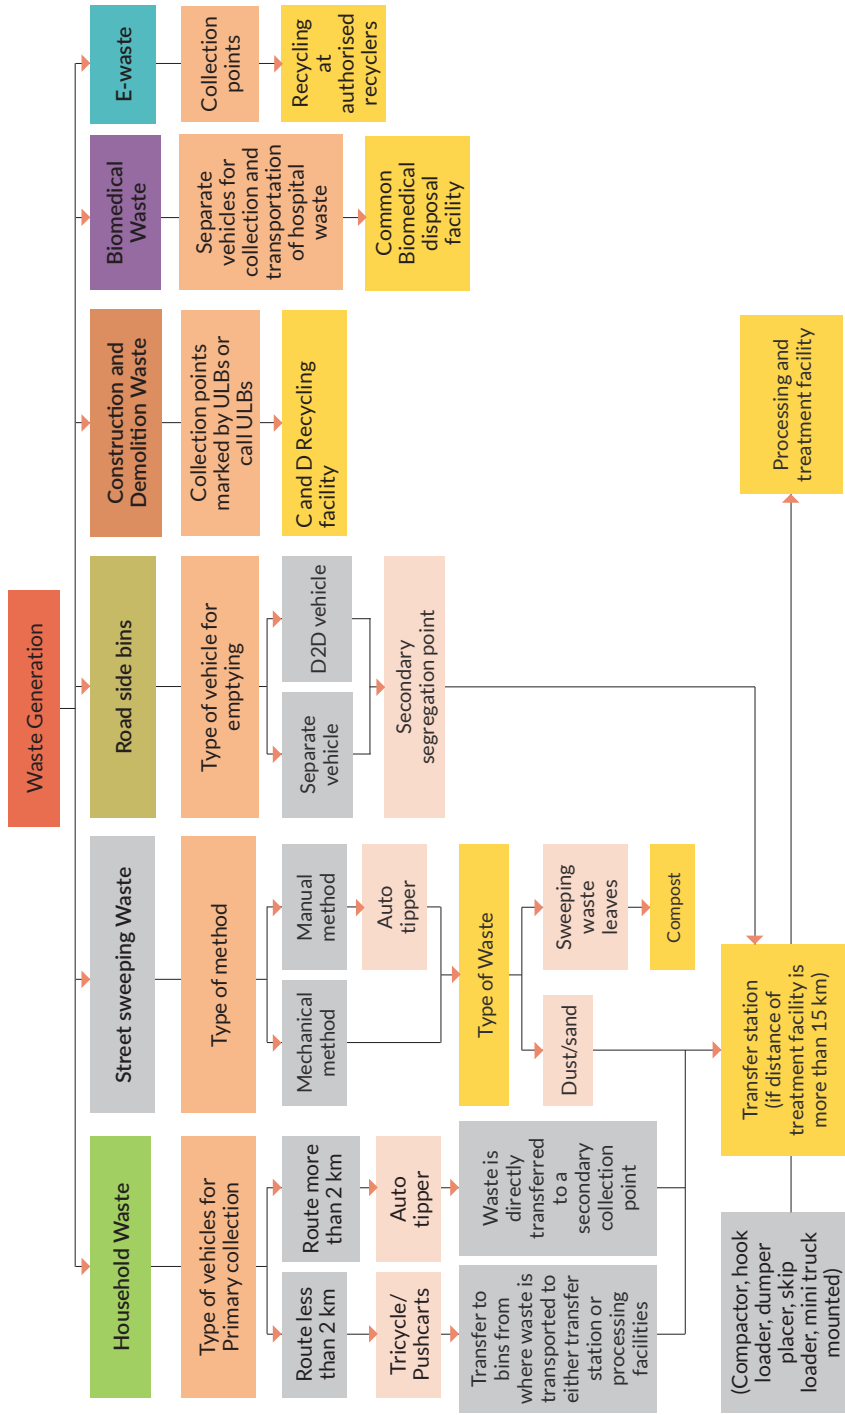 Waste Generation
Household Waste
Street sweeping Waste
Road side bins
Construction and
Demolition Waste
Biomedical
Waste
E-waste
Type of vehicles for
Primary collection
Type of method
Type of vehicle for
emptying
Collection points
marked by ULBs or
call ULBs
Separate
vehicles for
collection and
transportation
of hospital
waste
Collection
points
Route less
than 2 km
Route more
than 2 km
Mechanical
method
Manual
method
Separate
vehicle
D2D vehicle
C and D Recycling
facility
Common
Biomedical
disposal
facility
Recycling
at
authorised
recyclers
Tricycle/
Pushcarts
Auto
tipper
Auto
tipper
Secondary
segregation point
Transfer to
bins from
where waste is
transported to
either transfer
station or
processing
facilities
Waste is
directly
transferred
to a
secondary
collection
point
Type of Waste
Dust/sand
Sweeping
waste
leaves
Compost
(Compactor, hook
loader, dumper
placer, skip
loader, mini truck
mounted)
Transfer station
(if distance of
treatment facility is
more than 15 km)
Processing and
treatment facility